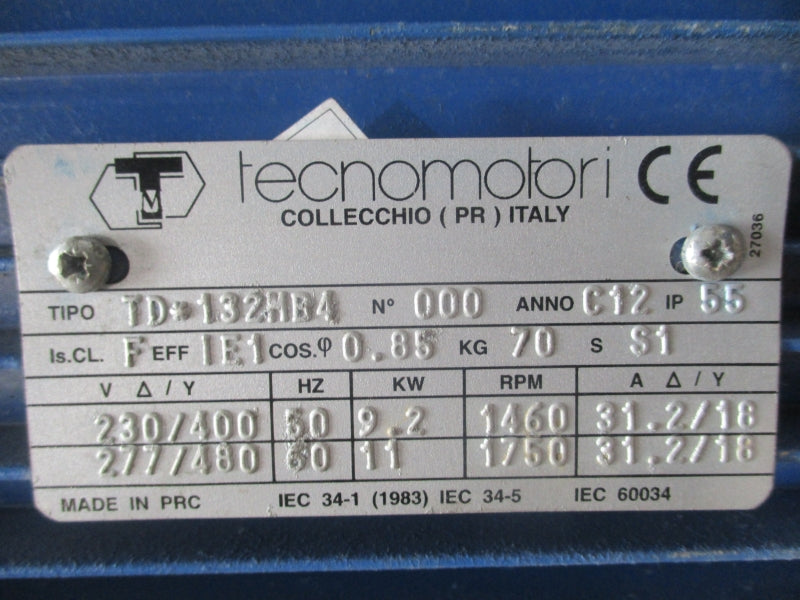 TM
tecnomotori CE
COLLECCHIO ( PR ) ITALY
27036
TIPO TD*132MB4 N° 000 ANNO C12 IP 55
Is.CL. F EFF IE1 COS.φ 0.85 KG 70 S S1
V Δ / Y HZ KW RPM A Δ / Y
230/400 50 9.2 1460 31.2/18
277/480 60 11 1750 31.2/18
MADE IN PRC IEC 34-1 (1983) IEC 34-5 IEC 60034